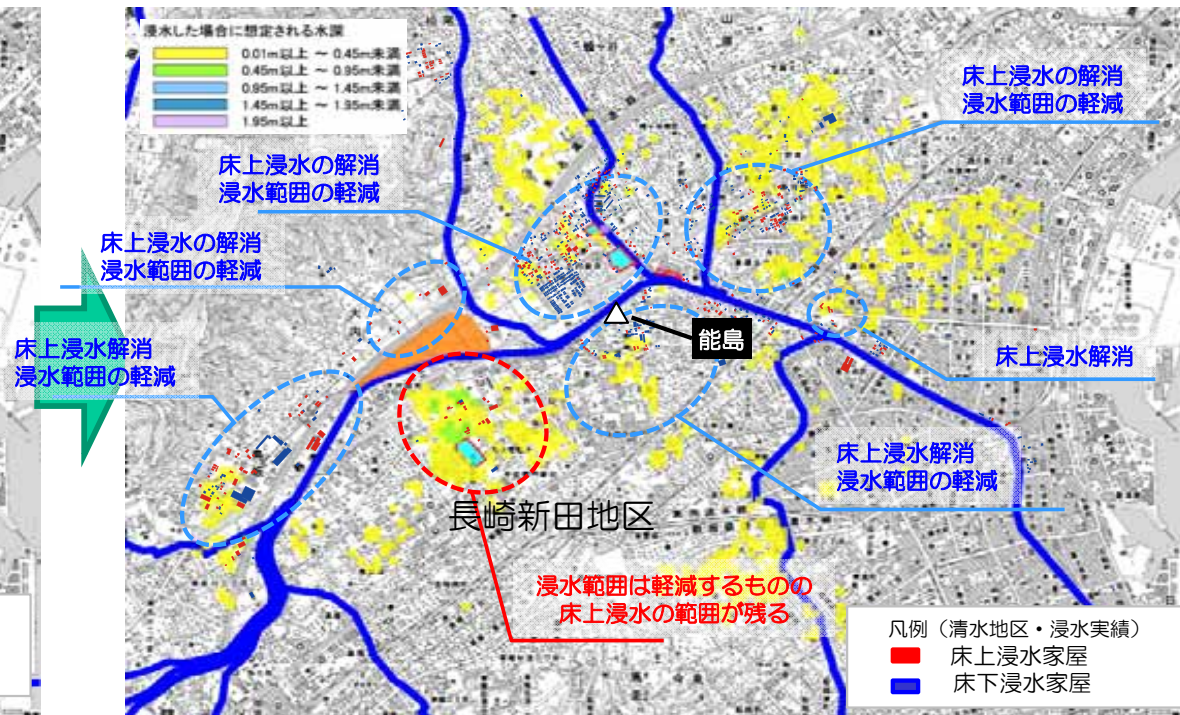 浸水した場合に想定される水深
0.01m以上 ～ 0.45m未満
0.45m以上 ～ 0.95m未満
0.95m以上 ～ 1.45m未満
1.45m以上 ～ 1.95m未満
1.95m以上
床上浸水の解消
浸水範囲の軽減
床上浸水の解消
浸水範囲の軽減
床上浸水の解消
浸水範囲の軽減
床上浸水解消
浸水範囲の軽減
能島
床上浸水解消
床上浸水解消
浸水範囲の軽減
長崎新田地区
浸水範囲は軽減するものの
床上浸水の範囲が残る
凡例（清水地区・浸水実績）
床上浸水家屋
床下浸水家屋